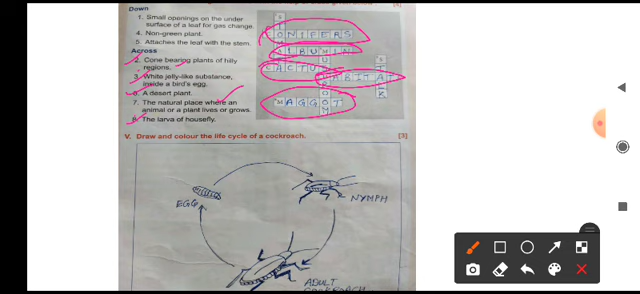 Down
1. Small openings on the under
surface of a leaf for gas change.
4. Non-green plant.
5. Attaches the leaf with the stem.
Across
2. Cone bearing plants of hilly
regions.
3. White jelly-like substance,
inside a bird's egg.
6. A desert plant.
7. The natural place where an
animal or a plant lives or grows.
8. The larva of housefly.
CONIFERS
ALBUMIN
CACTUS
HABITAT
MAGGOT
V. Draw and colour the life cycle of a cockroach. [3]
EGG
NYMPH
ADULT
COCKROACH